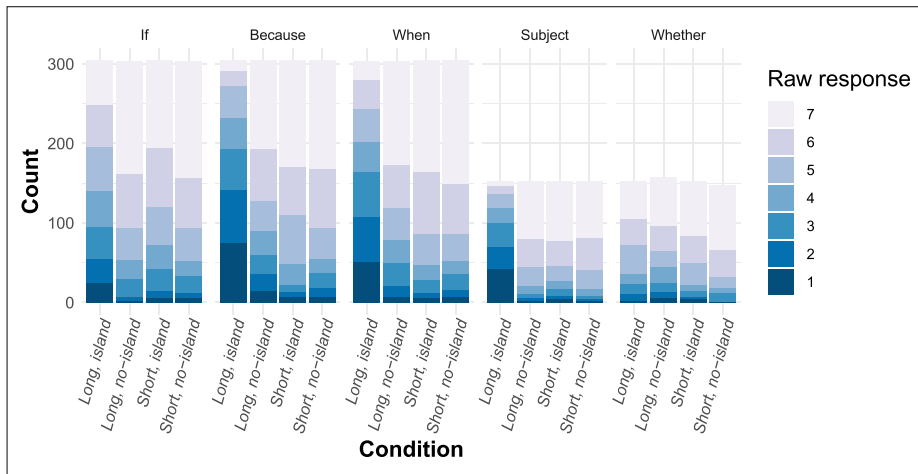 If Because When Subject Whether
300
200
100
0
Count
Long, island Long, no−island Short, island Short, no−island Long, island Long, no−island Short, island Short, no−island Long, island Long, no−island Short, island Short, no−island Long, island Long, no−island Short, island Short, no−island Long, island Long, no−island Short, island Short, no−island
Condition
Raw response
7
6
5
4
3
2
1